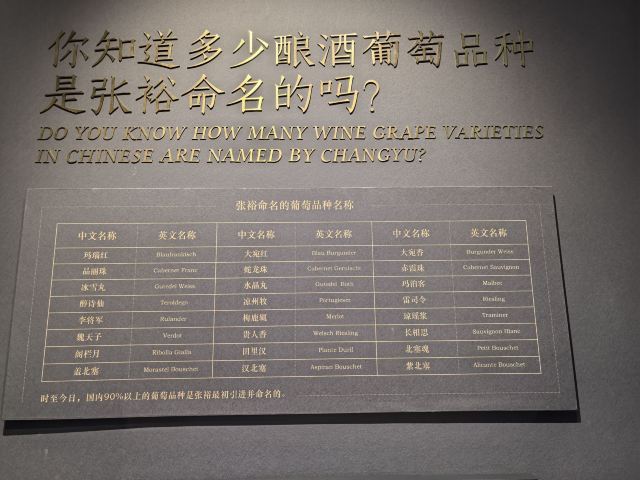 你知道多少酿酒葡萄品种
是张裕命名的吗?
DO YOU KNOW HOW MANY WINE GRAPE VARIETIES
IN CHINESE ARE NAMED BY CHANGYU?
张裕命名的葡萄品种名称
中文名称 英文名称 中文名称 英文名称 中文名称 英文名称
玛瑞红 Blaufrankisch 大宛红 Blau Burgunder 大宛香 Burgunder Weiss
品丽珠 Cabernet Franc 蛇龙珠 Cabernet Gernischt 赤霞珠 Cabernet Sauvignon
冰雪丸 Gutedel Weiss 水晶丸 Gutedel Roth 玛泊客 Malbec
醉诗仙 Teroldego 凉州牧 Portugieser 雷司令 Riesling
李将军 Rulander 梅鹿辄 Merlot 琼瑶浆 Traminer
魏天子 Verdot 贵人香 Welsch Riesling 长相思 Sauvignon Blanc
阁栏月 Ribolla Gialla 田里汉 Plante Duril 北塞魂 Petit Bouschet
盖北塞 Morastel Bouschet 汉北塞 Aspiran Bouschet 紫北塞 Alicante Bouschet
时至今日，国内90%以上的葡萄品种是张裕最初引进并命名的。